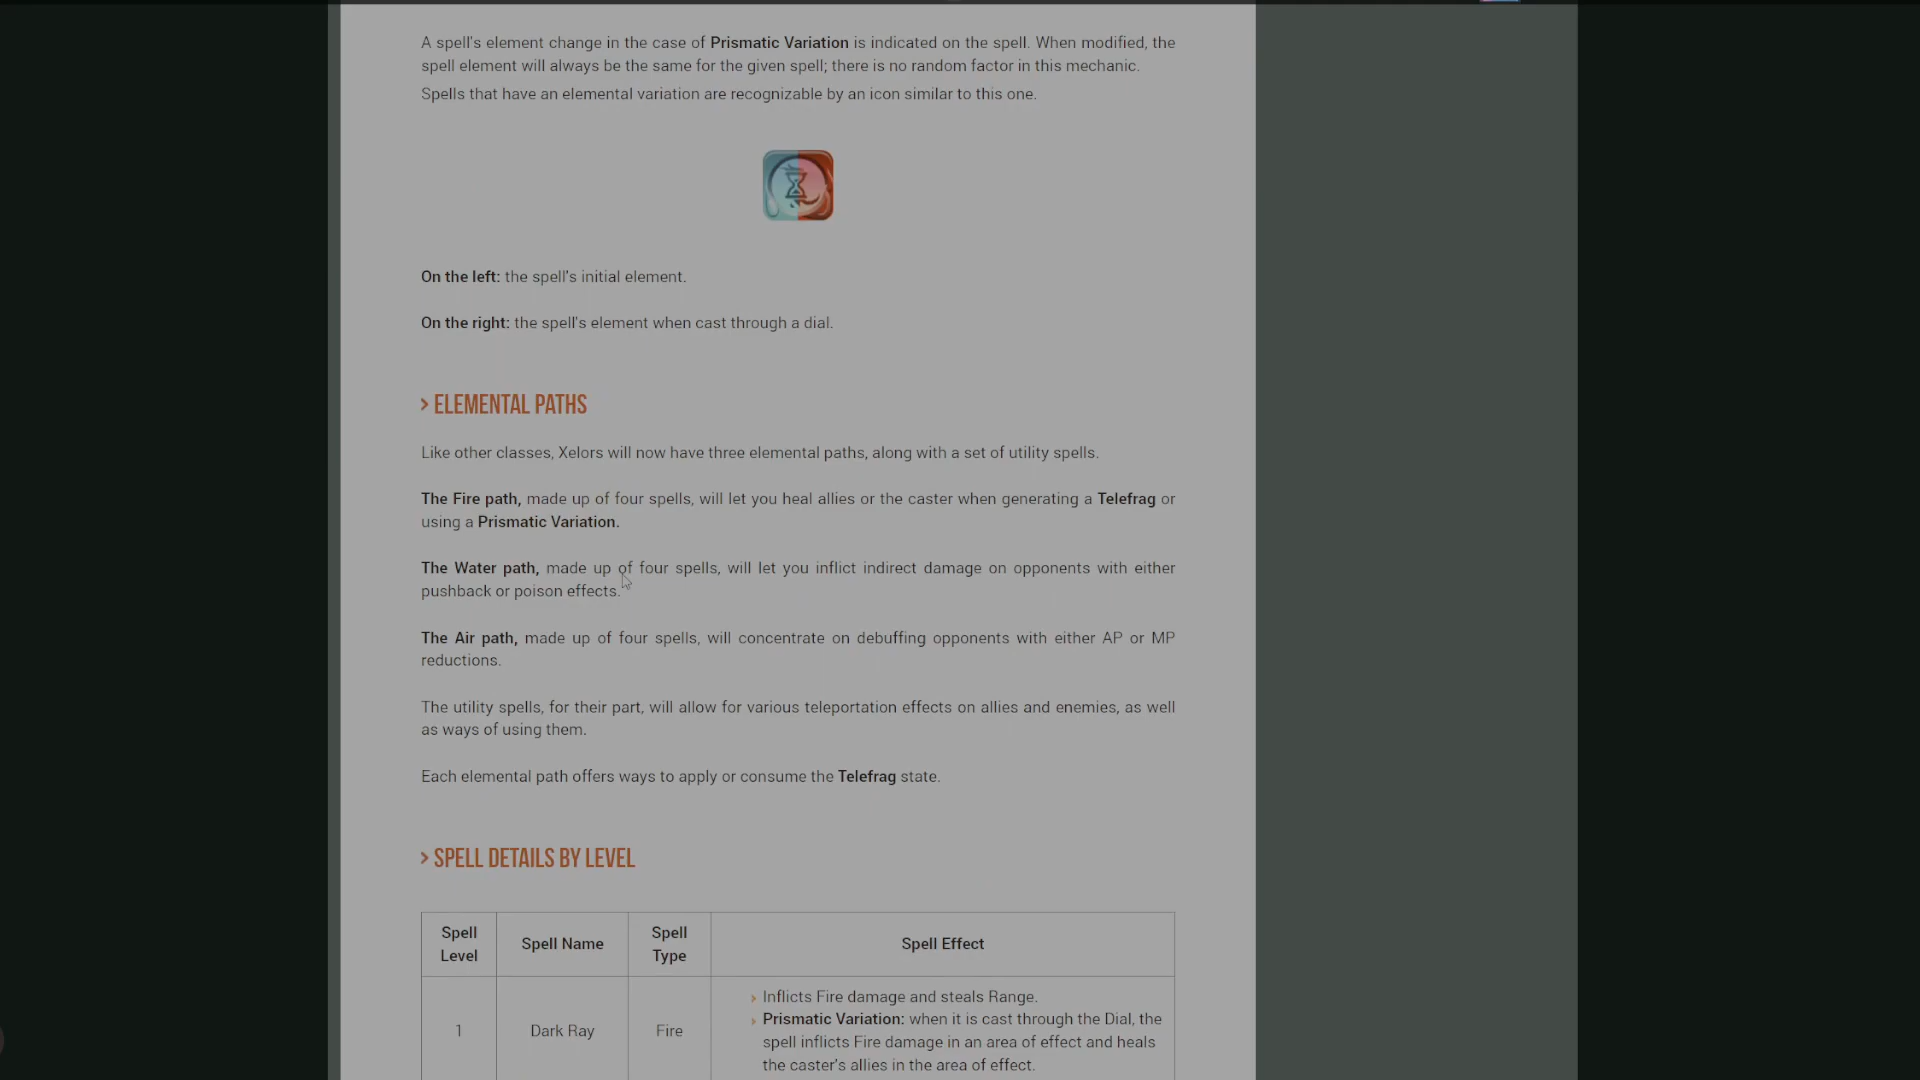 A spell's element change in the case of Prismatic Variation is indicated on the spell. When modified, the
spell element will always be the same for the given spell; there is no random factor in this mechanic.
Spells that have an elemental variation are recognizable by an icon similar to this one.
On the left: the spell's initial element.
On the right: the spell's element when cast through a dial.
> ELEMENTAL PATHS
Like other classes, Xelors will now have three elemental paths, along with a set of utility spells.
The Fire path, made up of four spells, will let you heal allies or the caster when generating a Telefrag or
using a Prismatic Variation.
The Water path, made up of four spells, will let you inflict indirect damage on opponents with either
pushback or poison effects.
The Air path, made up of four spells, will concentrate on debuffing opponents with either AP or MP
reductions.
The utility spells, for their part, will allow for various teleportation effects on allies and enemies, as well
as ways of using them.
Each elemental path offers ways to apply or consume the Telefrag state.
> SPELL DETAILS BY LEVEL
Spell Level
Spell Name
Spell Type
Spell Effect
1
Dark Ray
Fire
› Inflicts Fire damage and steals Range.
› Prismatic Variation: when it is cast through the Dial, the
spell inflicts Fire damage in an area of effect and heals
the caster's allies in the area of effect.